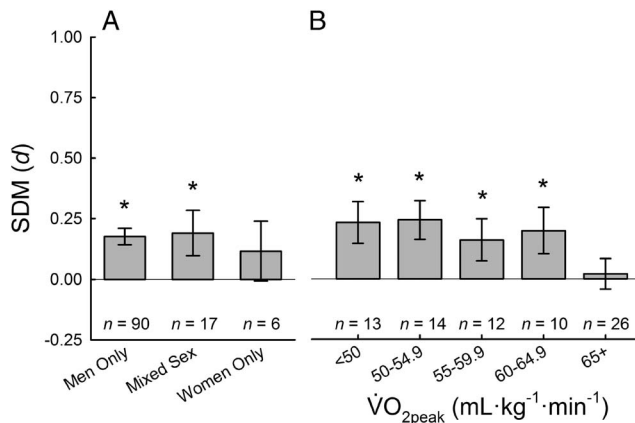 A
B
1.00
0.75
0.50
0.25
0.00
-0.25
SDM (d)
* * * * * *
n = 90 n = 17 n = 6 n = 13 n = 14 n = 12 n = 10 n = 26
Men Only Mixed Sex Women Only <50 50-54.9 55-59.9 60-64.9 65+
V̇O₂peak (mL·kg⁻¹·min⁻¹)